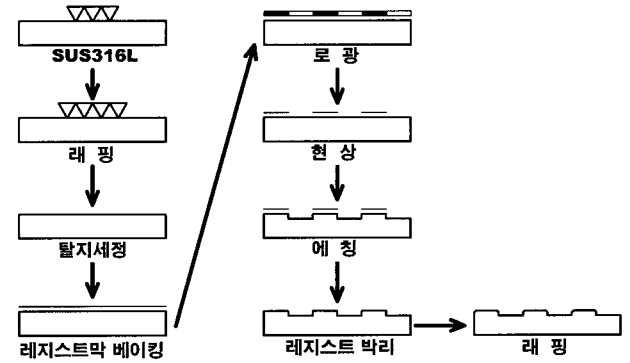 SUS316L
래 핑
탈지세정
레지스트막 베이킹
로 광
현 상
에 칭
레지스트 박리
래 핑